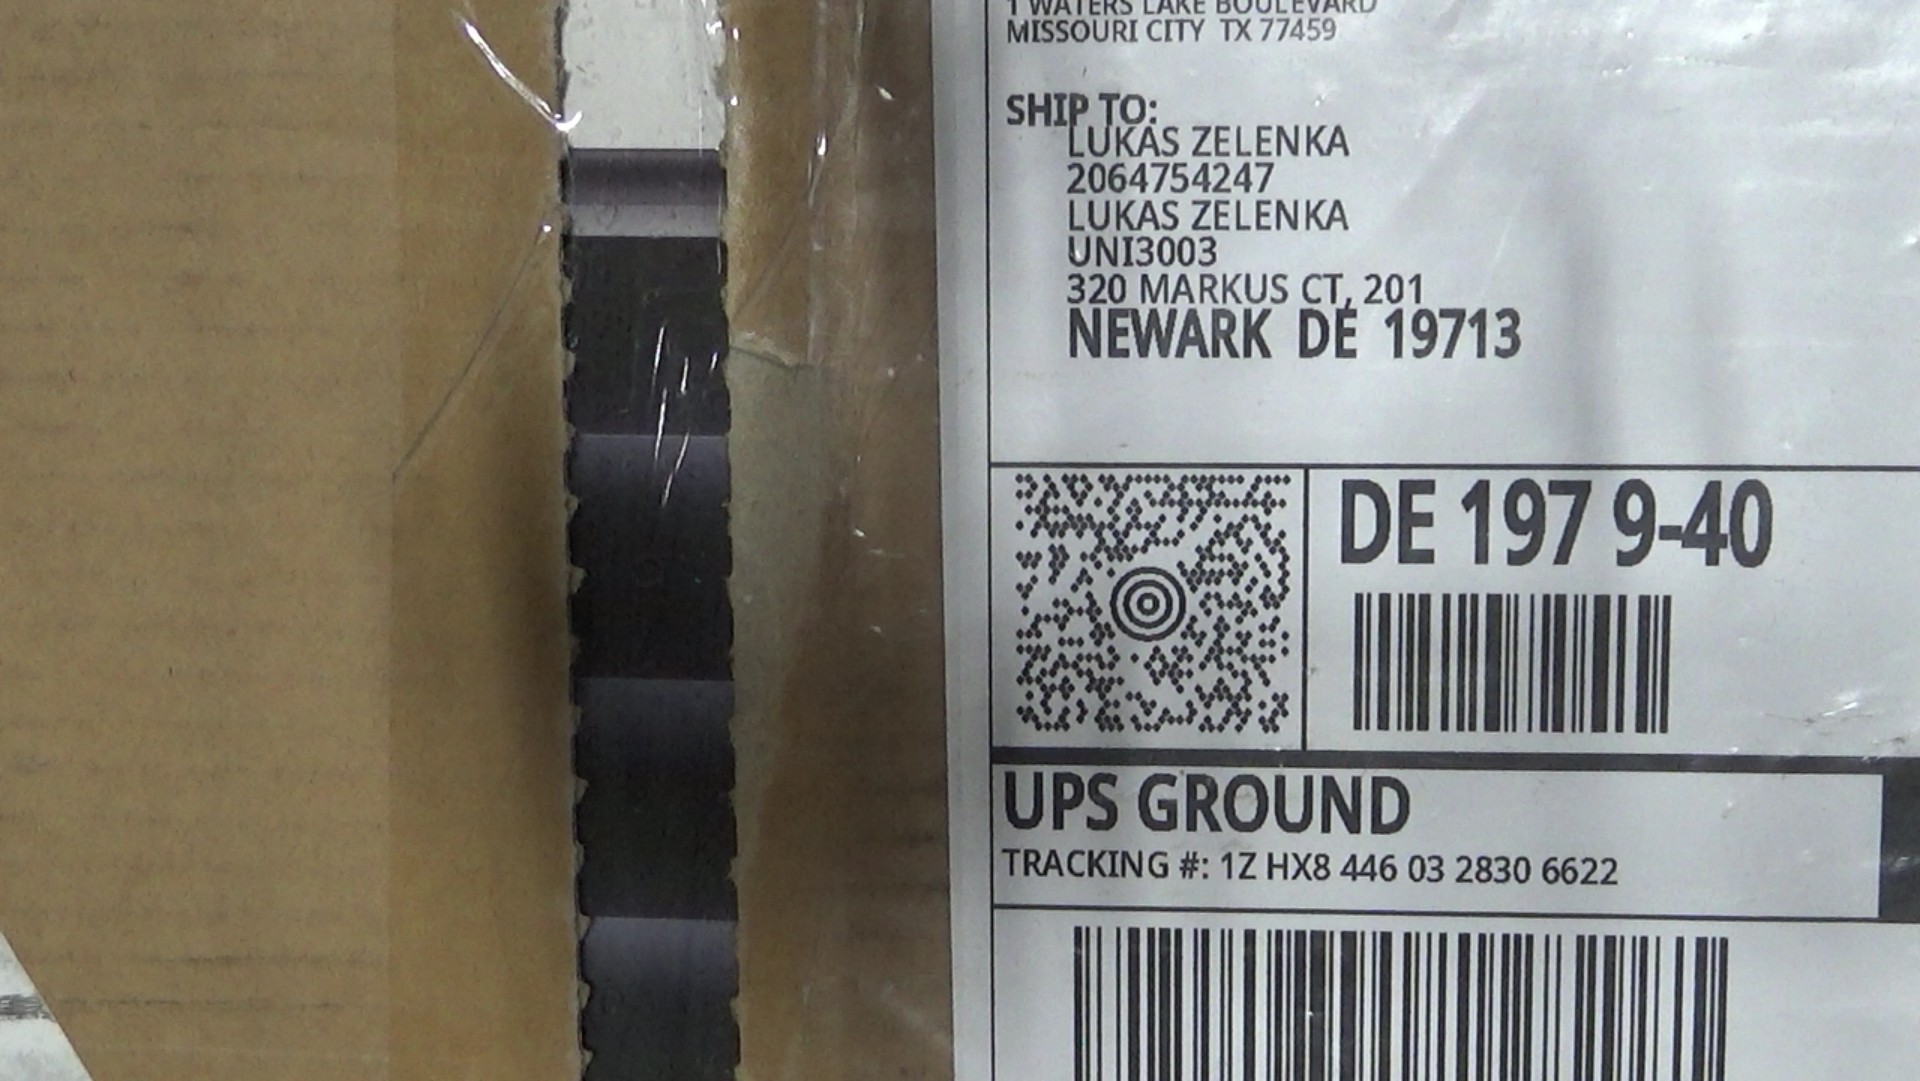 1 WATERS LAKE BOULEVARD
MISSOURI CITY TX 77459
SHIP TO:
LUKAS ZELENKA
2064754247
LUKAS ZELENKA
UNI3003
320 MARKUS CT, 201
NEWARK DE 19713
DE 197 9-40
UPS GROUND
TRACKING #: 1Z HX8 446 03 2830 6622